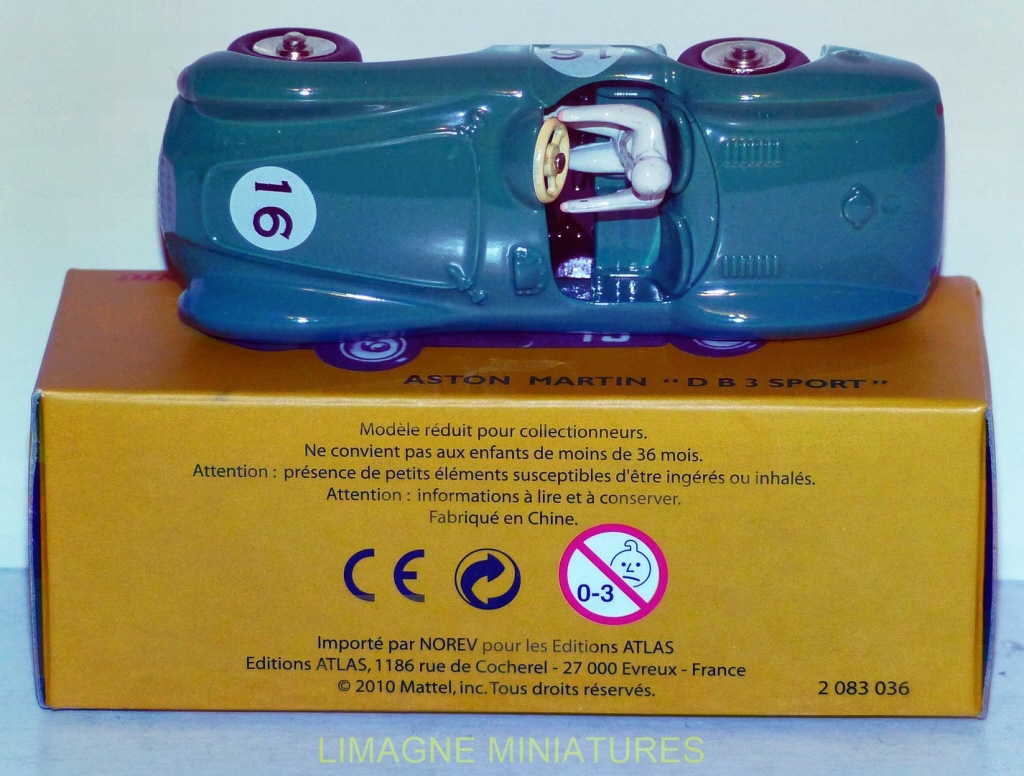 16
ASTON MARTIN “D B 3 SPORT”
Modèle réduit pour collectionneurs.
Ne convient pas aux enfants de moins de 36 mois.
Attention : présence de petits éléments susceptibles d'être ingérés ou inhalés.
Attention : informations à lire et à conserver.
Fabriqué en Chine.
CE
0-3
Importé par NOREV pour les Editions ATLAS
Editions ATLAS, 1186 rue de Cocherel - 27 000 Evreux - France
© 2010 Mattel, inc. Tous droits réservés.
2 083 036
LIMAGNE MINIATURES